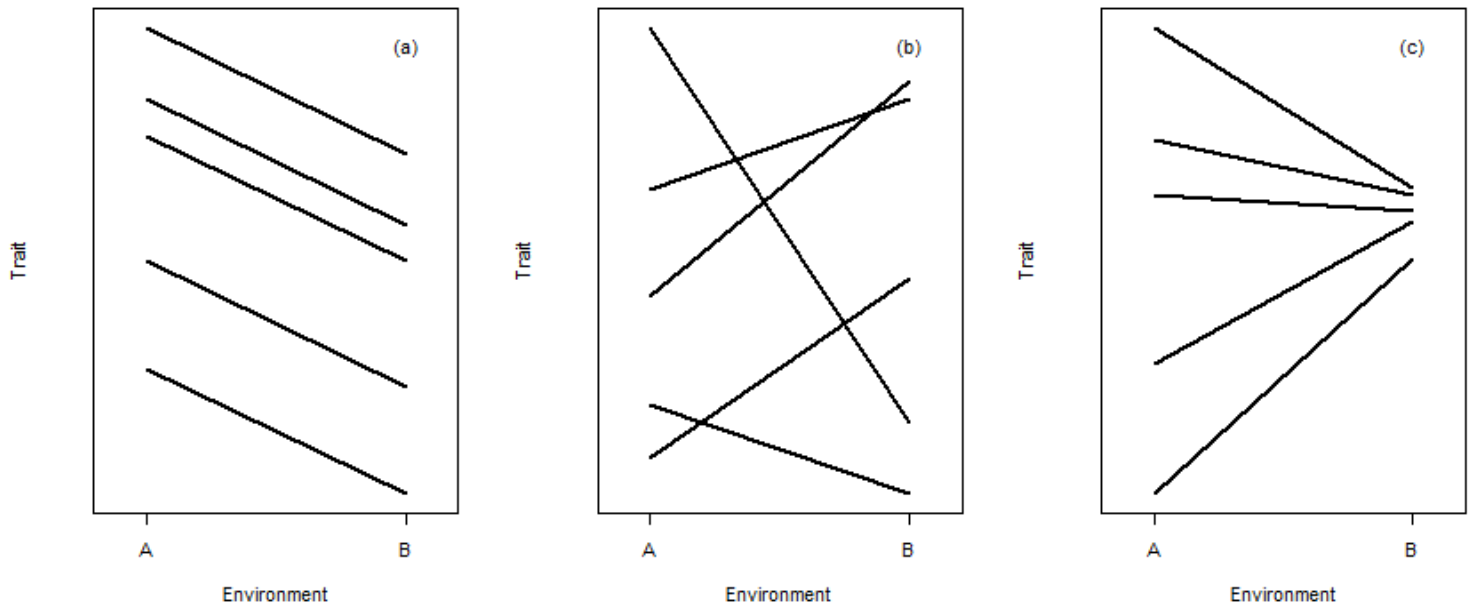 (a)
Trait
A B
Environment
(b)
Trait
A B
Environment
(c)
Trait
A B
Environment